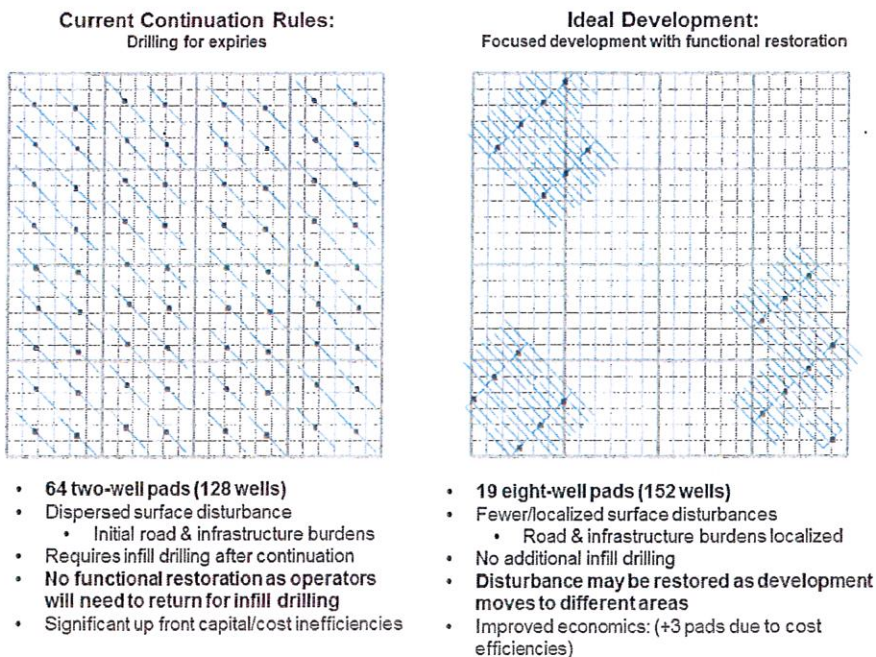 Current Continuation Rules:
Drilling for expiries
• 64 two-well pads (128 wells)
• Dispersed surface disturbance
• Initial road & infrastructure burdens
• Requires infill drilling after continuation
• No functional restoration as operators
will need to return for infill drilling
• Significant up front capital/cost inefficiencies
Ideal Development:
Focused development with functional restoration
• 19 eight-well pads (152 wells)
• Fewer/localized surface disturbances
• Road & infrastructure burdens localized
• No additional infill drilling
• Disturbance may be restored as development
moves to different areas
• Improved economics: (+3 pads due to cost
efficiencies)